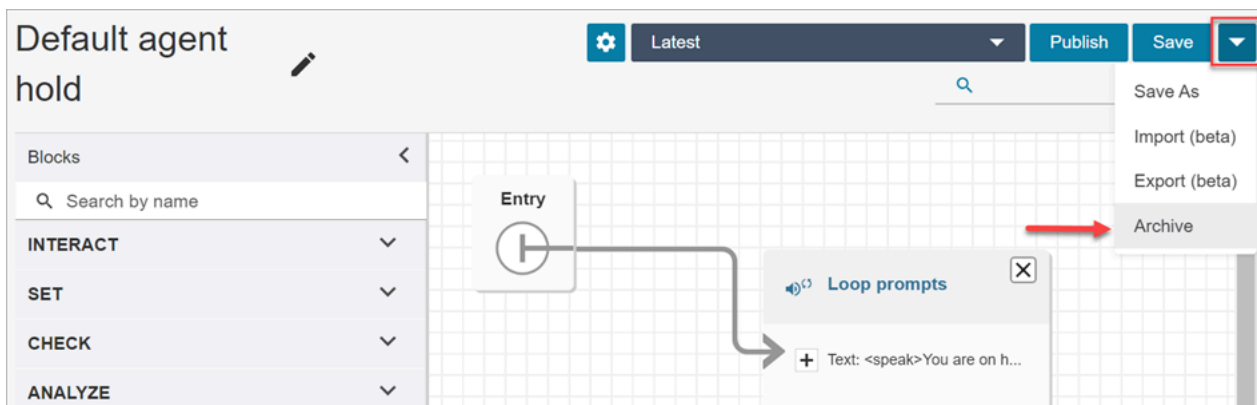 Default agent
hold
Latest
Publish
Save
Save As
Import (beta)
Export (beta)
Archive
Blocks
Search by name
INTERACT
SET
CHECK
ANALYZE
Entry
Loop prompts
Text: <speak>You are on h...